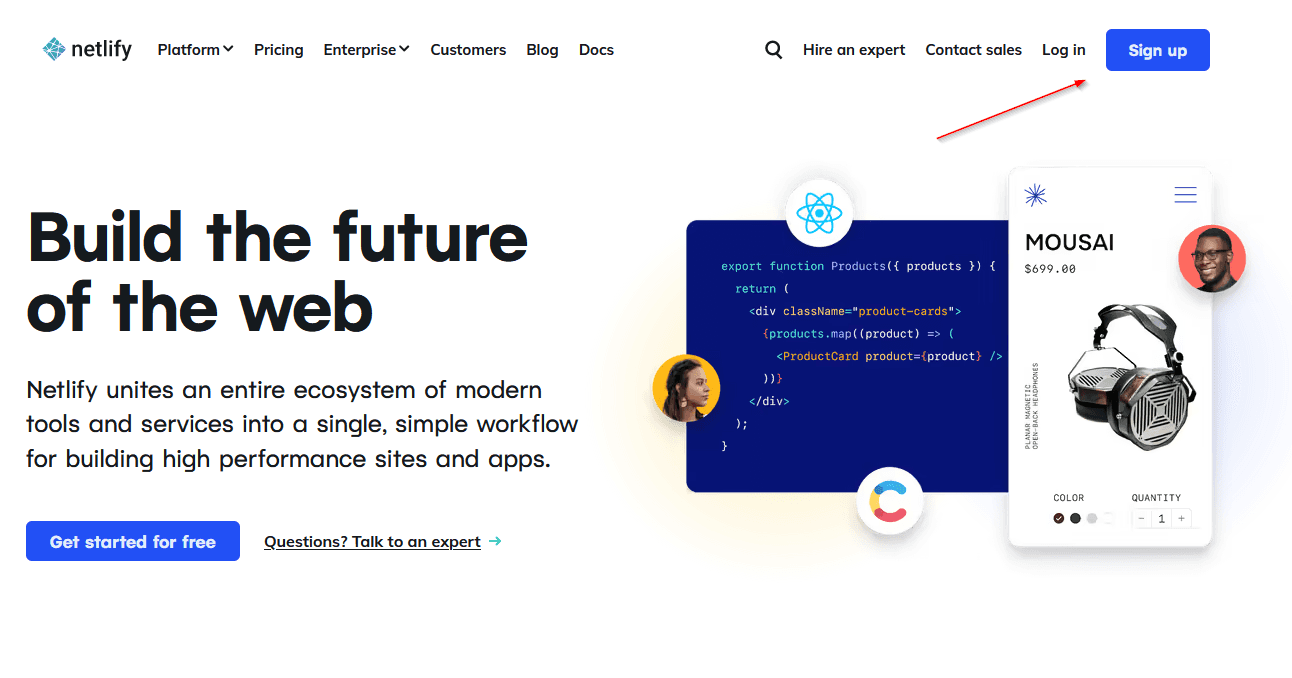 netlify Platform Pricing Enterprise Customers Blog Docs Hire an expert Contact sales Log in Sign up
Build the future
of the web
Netlify unites an entire ecosystem of modern
tools and services into a single, simple workflow
for building high performance sites and apps.
Get started for free Questions? Talk to an expert →
export function Products({ products }) {
return (
<div className="product-cards">
{products.map((product) => (
<ProductCard product={product} />
))}
</div>
);
}
MOUSAI
$699.00
PLANAR MAGNETIC
OPEN-BACK HEADPHONES
COLOR QUANTITY
− 1 +